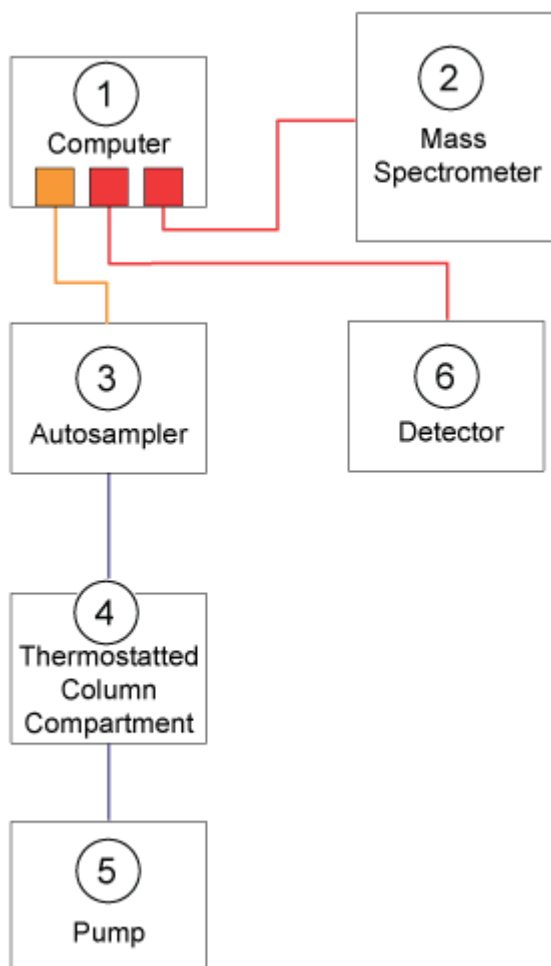 1
Computer
2
Mass
Spectrometer
3
Autosampler
6
Detector
4
Thermostatted
Column
Compartment
5
Pump